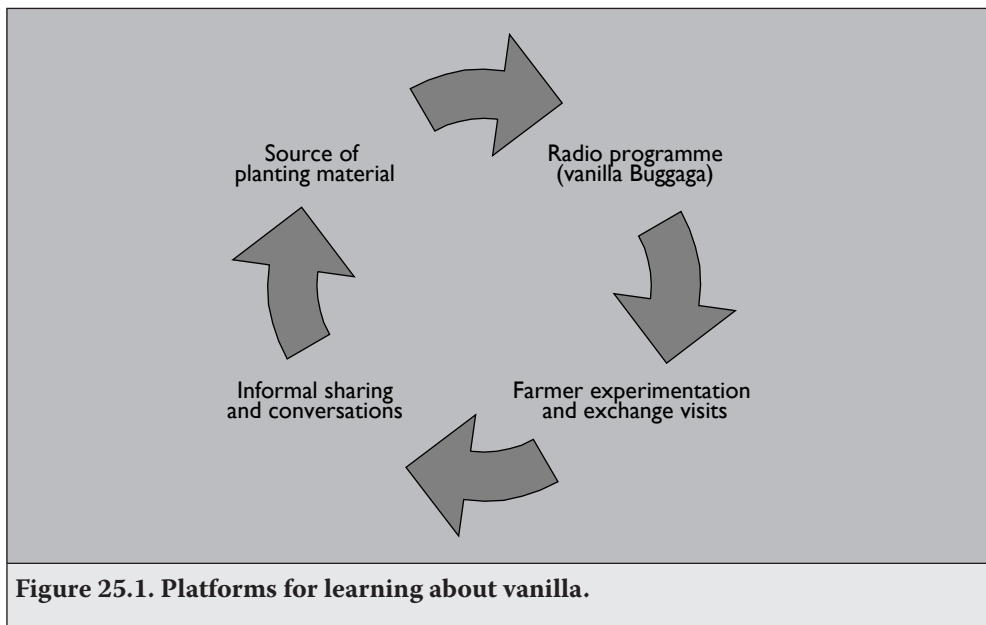 Source of
planting material
Radio programme
(vanilla Buggaga)
Informal sharing
and conversations
Farmer experimentation
and exchange visits
Figure 25.1. Platforms for learning about vanilla.